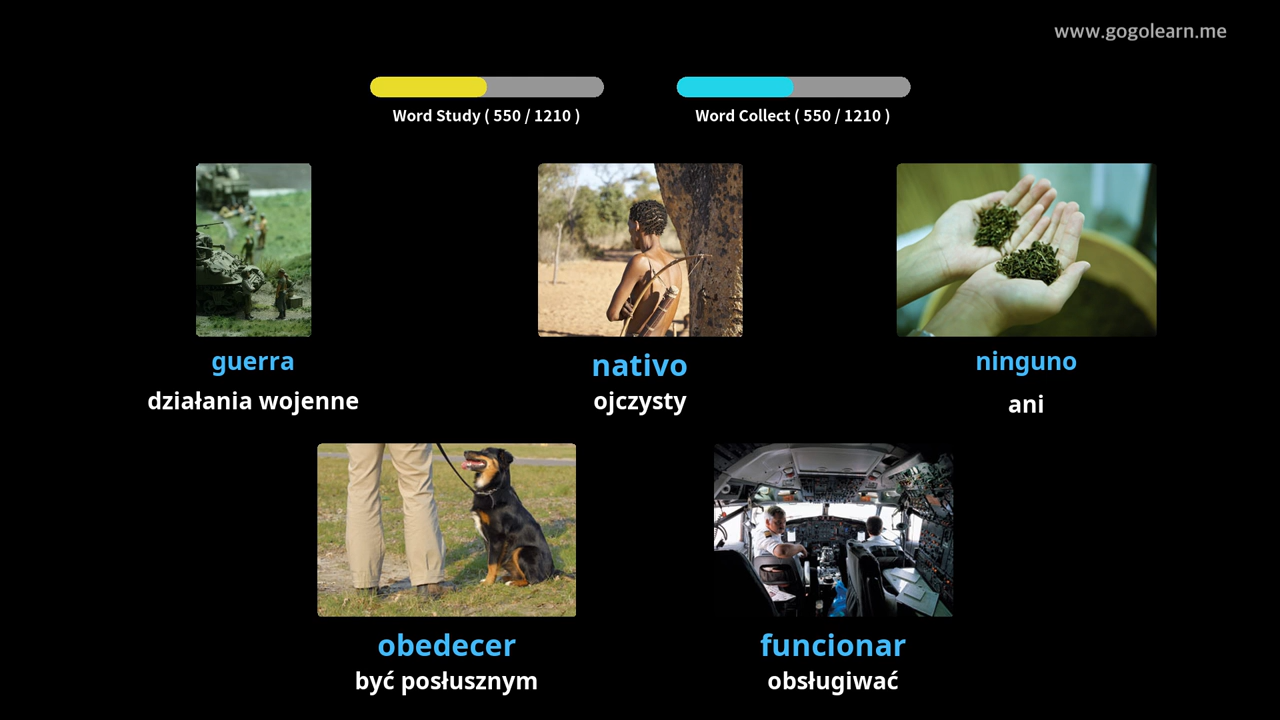 www.gogolearn.me
Word Study ( 550 / 1210 )
Word Collect ( 550 / 1210 )
guerra
działania wojenne
nativo
ojczysty
ninguno
ani
obedecer
być posłusznym
funcionar
obsługiwać